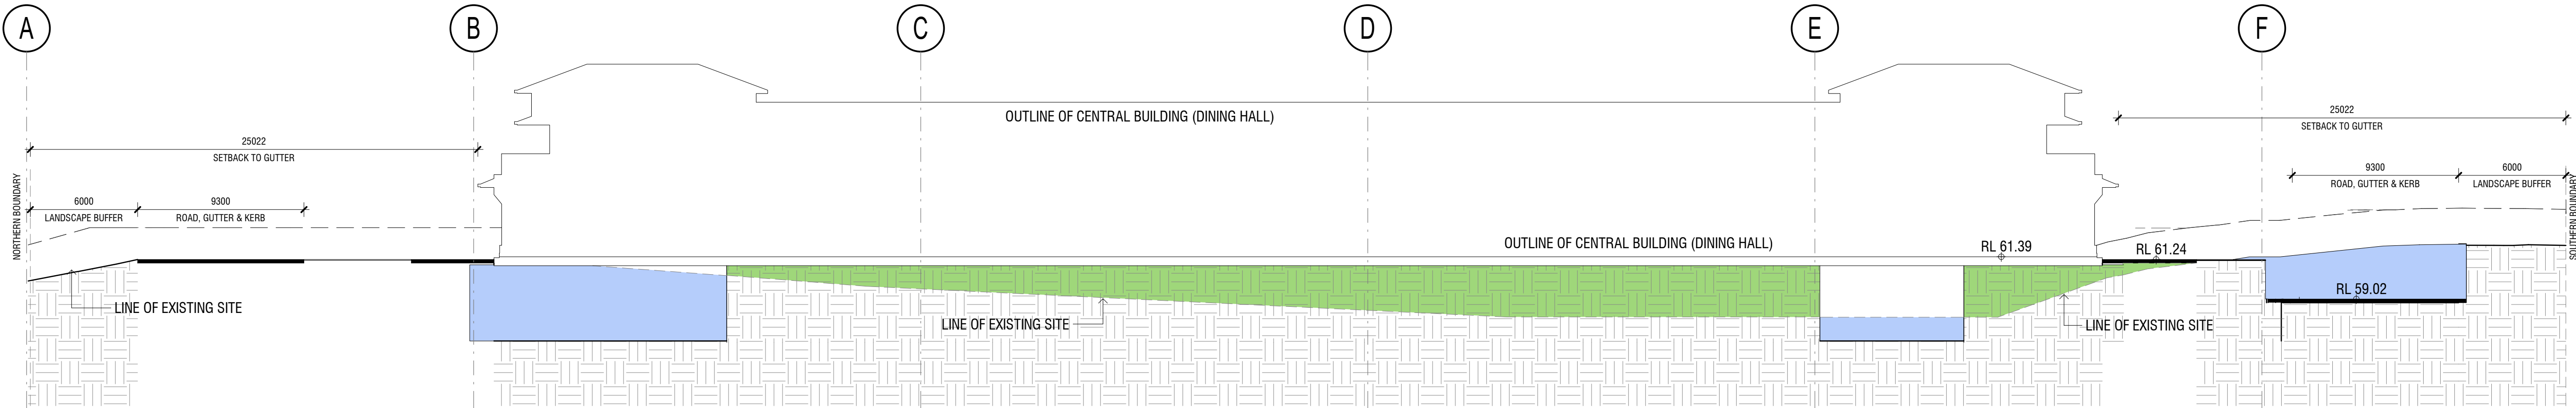 A
B
C
D
E
F
OUTLINE OF CENTRAL BUILDING (DINING HALL)
25022
SETBACK TO GUTTER
25022
SETBACK TO GUTTER
NORTHERN BOUNDARY
6000
LANDSCAPE BUFFER
9300
ROAD, GUTTER & KERB
9300
ROAD, GUTTER & KERB
6000
LANDSCAPE BUFFER
SOUTHERN BOUNDARY
OUTLINE OF CENTRAL BUILDING (DINING HALL)
RL 61.39
RL 61.24
RL 59.02
LINE OF EXISTING SITE
LINE OF EXISTING SITE
LINE OF EXISTING SITE